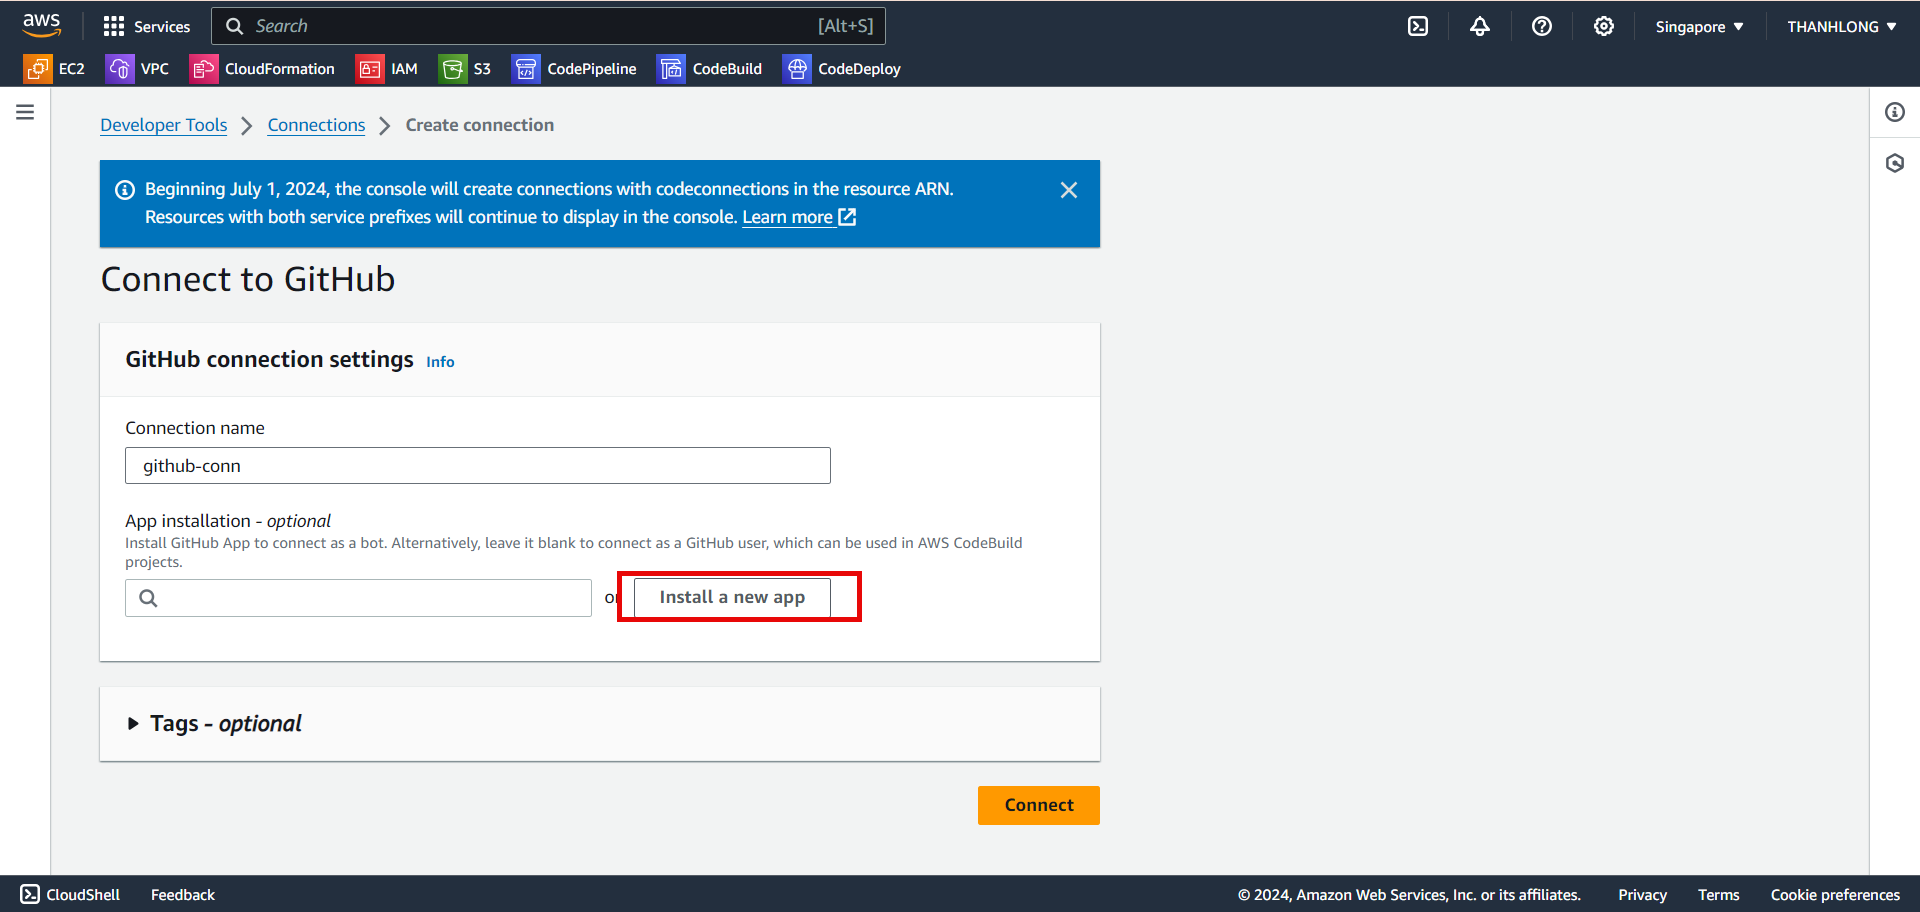 aws Services Search [Alt+S] Singapore THANHLONG
EC2 VPC CloudFormation IAM S3 CodePipeline CodeBuild CodeDeploy
Developer Tools Connections Create connection
Beginning July 1, 2024, the console will create connections with codeconnections in the resource ARN.
Resources with both service prefixes will continue to display in the console. Learn more
Connect to GitHub
GitHub connection settings Info
Connection name
github-conn
App installation - optional
Install GitHub App to connect as a bot. Alternatively, leave it blank to connect as a GitHub user, which can be used in AWS CodeBuild
projects.
or Install a new app
Tags - optional
Connect
CloudShell Feedback © 2024, Amazon Web Services, Inc. or its affiliates. Privacy Terms Cookie preferences